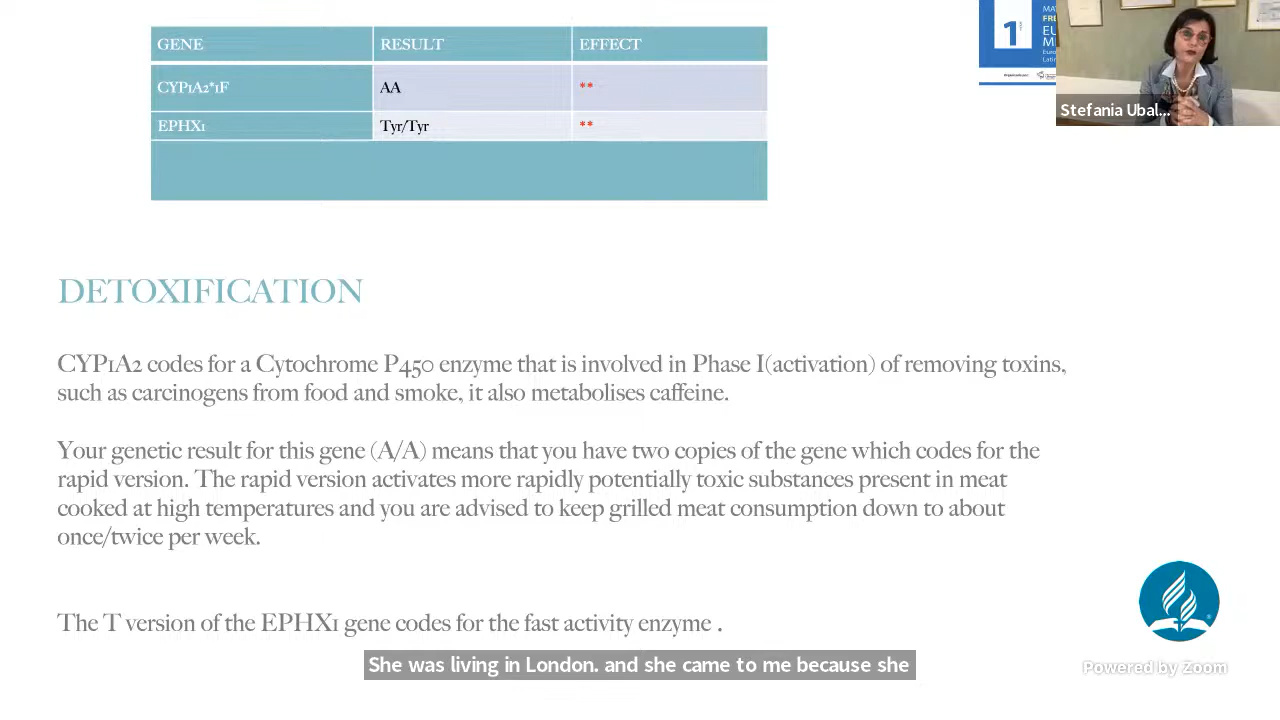 GENE RESULT EFFECT
CYP1A2*1F AA **
EPHX1 Tyr/Tyr **
1
MA
FRE
EU
M
Euro
Latin
Stefania Ubal...
DETOXIFICATION
CYP1A2 codes for a Cytochrome P450 enzyme that is involved in Phase I(activation) of removing toxins,
such as carcinogens from food and smoke, it also metabolises caffeine.
Your genetic result for this gene (A/A) means that you have two copies of the gene which codes for the
rapid version. The rapid version activates more rapidly potentially toxic substances present in meat
cooked at high temperatures and you are advised to keep grilled meat consumption down to about
once/twice per week.
The T version of the EPHX1 gene codes for the fast activity enzyme .
She was living in London. and she came to me because she
Powered by Zoom